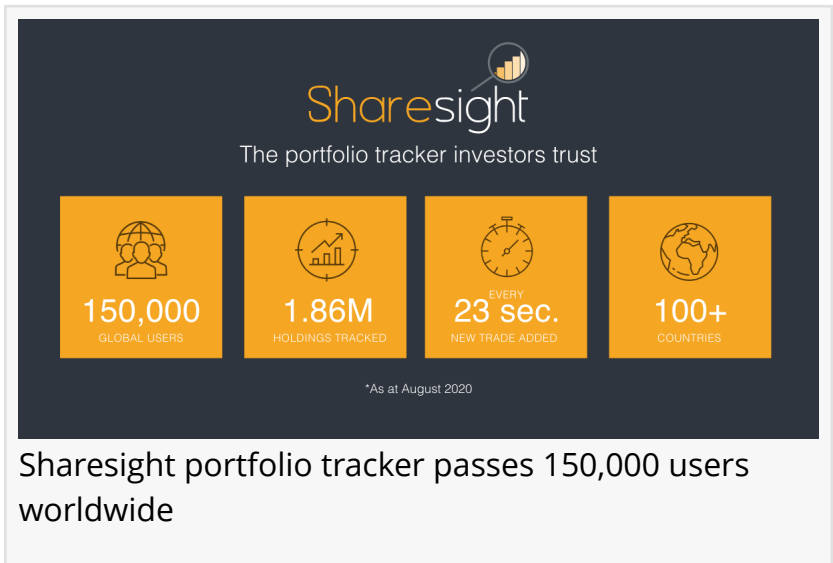 Sharesight
The portfolio tracker investors trust
150,000
GLOBAL USERS
1.86M
HOLDINGS TRACKED
EVERY
23 sec.
NEW TRADE ADDED
100+
COUNTRIES
*As at August 2020
Sharesight portfolio tracker passes 150,000 users
worldwide